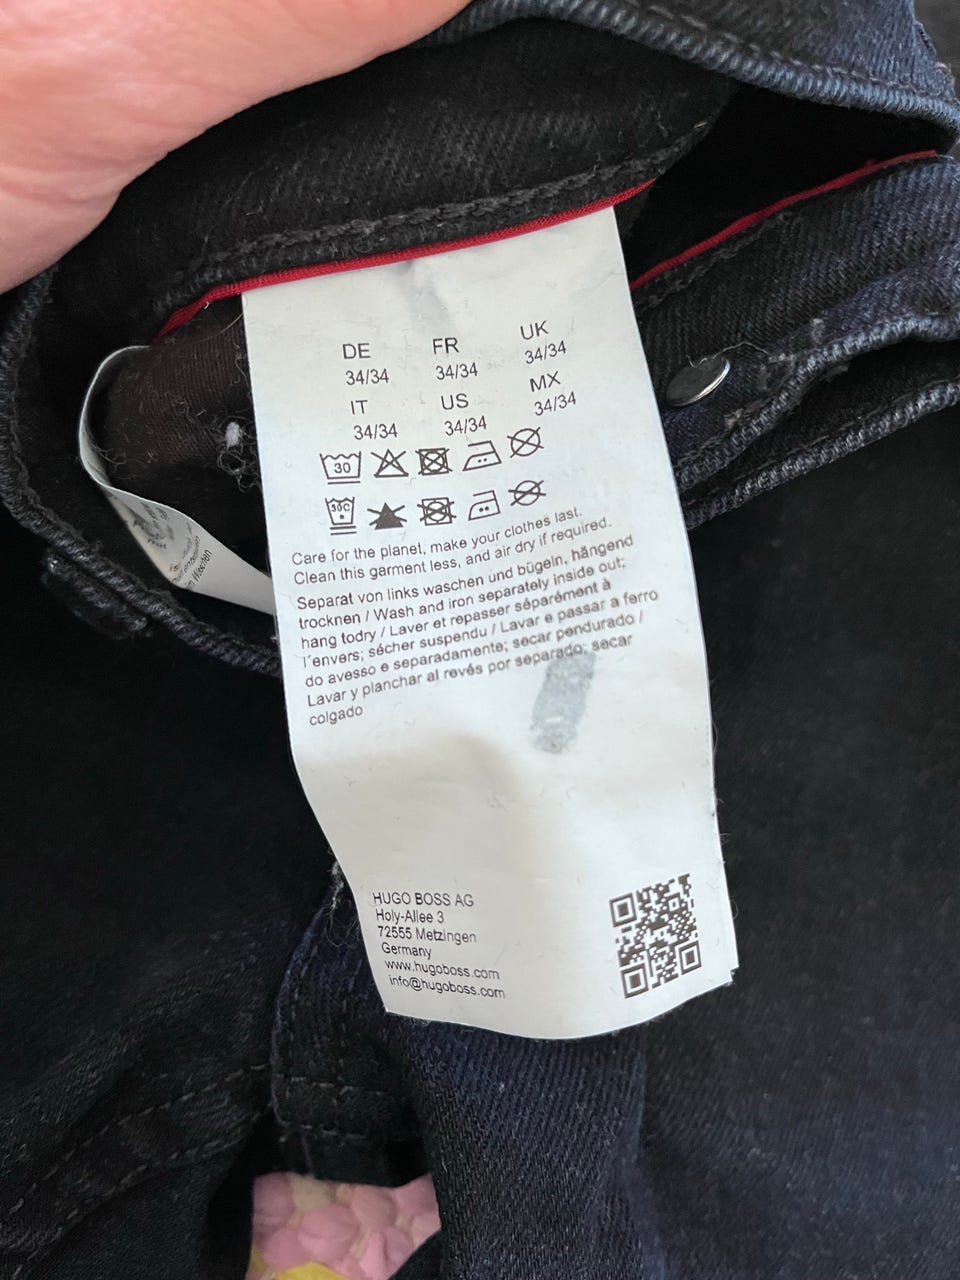 DE FR UK
34/34 34/34 34/34
IT US MX
34/34 34/34 34/34
30
30C
Care for the planet, make your clothes last.
Clean this garment less, and air dry if required.
Separat von links waschen und bügeln, hängend
trocknen / Wash and iron separately inside out;
hang todry / Laver et repasser séparément à
l'envers; sécher suspendu / Lavar e passar a ferro
do avesso e separadamente; secar pendurado /
Lavar y planchar al revés por separado; secar
colgado
HUGO BOSS AG
Holy-Allee 3
72555 Metzingen
Germany
www.hugoboss.com
info@hugoboss.com
Waschen